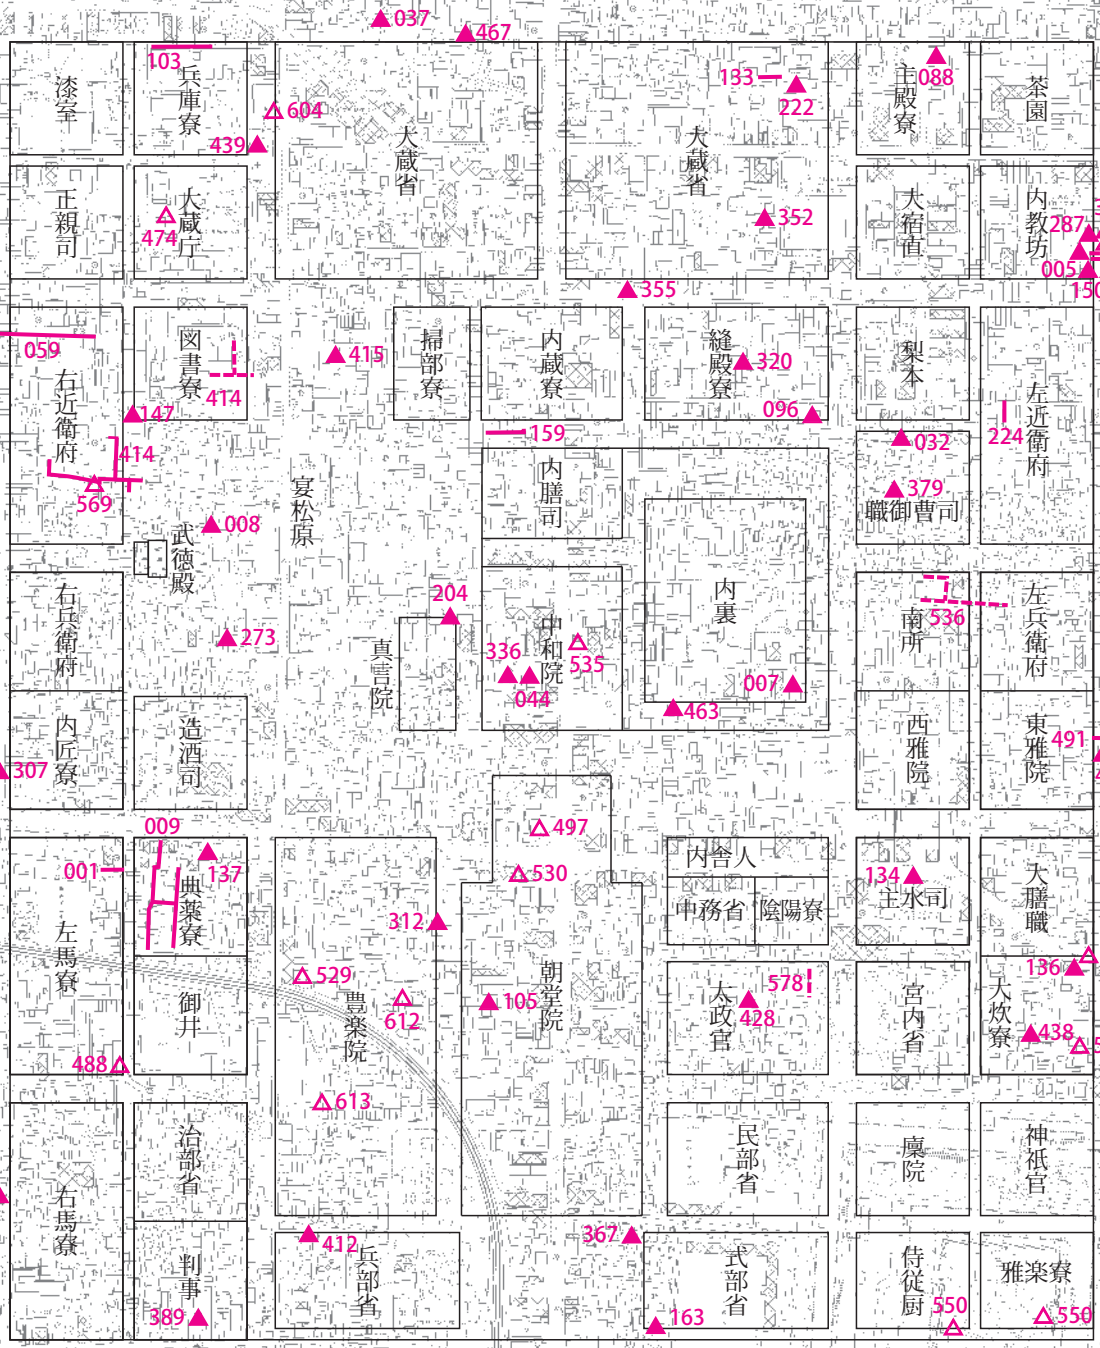 037
467
漆室
103
兵庫寮
604
439
大蔵省
大蔵省
133
222
主殿寮
088
茶園
正親司
大蔵庁
474
352
大宿直
内教坊
287
005
150
355
059
右近衛府
図書寮
414
415
掃部寮
内蔵寮
縫殿寮
320
096
梨本
左近衛府
224
147
414
569
159
内膳司
032
379
職御曹司
宴松原
008
武徳殿
右兵衛府
273
204
真言院
中和院
336
044
535
内裏
007
463
南所
536
左兵衛府
内匠寮
307
造酒司
西雅院
東雅院
491
009
001
137
典薬寮
左馬寮
御井
488
497
530
312
529
612
豊楽院
613
朝堂院
105
内舎人
中務省
陰陽寮
134
主水司
大膳職
136
578
太政官
428
宮内省
大炊寮
438
5
治部省
民部省
廩院
神祇官
右馬寮
判事
389
412
兵部省
367
式部省
163
侍従厨
550
雅楽寮
550